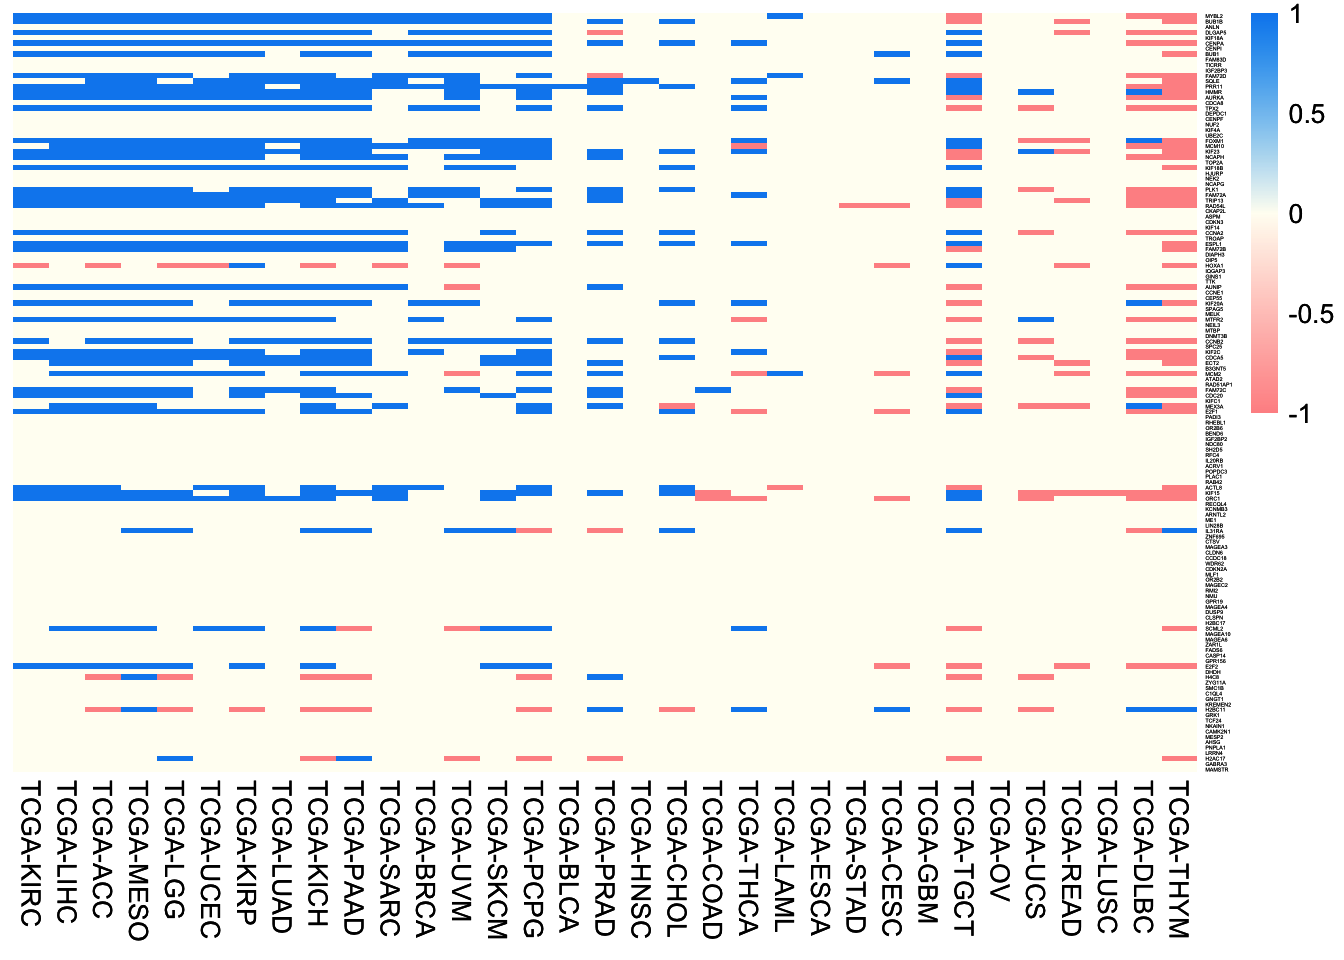 MYBL2
BUB1B
ANLN
DLGAP5
KIF18A
CENPA
CENPI
BUB1
FAM83D
TICRR
IGF2BP3
FAM72D
SQLE
PRR11
HMMR
AURKA
CDCA8
TPX2
DEPDC1
CENPF
NUF2
KIF4A
UBE2C
FOXM1
MCM10
KIF23
NCAPH
TOP2A
KIF18B
HJURP
NEK2
NCAPG
PLK1
FAM72A
TRIP13
RAD54L
CKAP2L
ASPM
CDKN3
KIF14
CCNA2
TROAP
ESPL1
FAM72B
DIAPH3
OIP5
HOXA1
IQGAP3
GINS1
TTK
AUNIP
CCNE1
CEP55
KIF20A
SPAG5
MELK
MTFR2
NEIL3
MTBP
DNMT3B
CCNB2
SPC25
KIF2C
CDCA5
ECT2
B3GNT5
MCM2
ATAD2
RAD51AP1
FAM72C
CDC20
KIFC1
MEX3A
E2F1
PADI3
RHEBL1
OR2B6
BEND6
IGF2BP2
NDC80
SH2D5
RFC4
IL20RB
ACRV1
POPDC3
PLAC1
RAB42
ACTL8
KIF15
ORC1
RECQL4
KCNMB3
ARNTL2
ME1
LIN28B
IL31RA
ZNF695
CTSV
MAGEA3
CLDN6
CCDC18
WDR62
CDKN2A
MLF1
OR2B2
MAGEC2
RMI2
NMU
GPR19
MAGEA4
DUSP9
CLSPN
H2BC17
SCML2
MAGEA10
MAGEA6
ZAR1L
FADS6
CASP14
GPR156
E2F2
DHDH
H4C8
ZYG11A
SMC1B
C1QL4
GNGT1
KREMEN2
H2BC11
GRK1
TCF24
NKAIN1
CAMK2N1
MESP2
AHSG
PNPLA1
LRRN4
H2AC17
GABRA3
MAMSTR
1
0.5
0
-0.5
-1
TCGA-KIRC
TCGA-LIHC
TCGA-ACC
TCGA-MESO
TCGA-LGG
TCGA-UCEC
TCGA-KIRP
TCGA-LUAD
TCGA-KICH
TCGA-PAAD
TCGA-SARC
TCGA-BRCA
TCGA-UVM
TCGA-SKCM
TCGA-PCPG
TCGA-BLCA
TCGA-PRAD
TCGA-HNSC
TCGA-CHOL
TCGA-COAD
TCGA-THCA
TCGA-LAML
TCGA-ESCA
TCGA-STAD
TCGA-CESC
TCGA-GBM
TCGA-TGCT
TCGA-OV
TCGA-UCS
TCGA-READ
TCGA-LUSC
TCGA-DLBC
TCGA-THYM